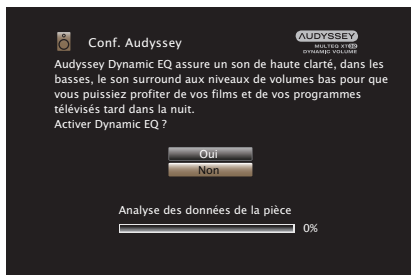 Conf. Audyssey
AUDYSSEY
MULTEQ XT32
DYNAMIC VOLUME
Audyssey Dynamic EQ assure un son de haute clarté, dans les
basses, le son surround aux niveaux de volumes bas pour que
vous puissiez profiter de vos films et de vos programmes
télévisés tard dans la nuit.
Activer Dynamic EQ ?
Oui
Non
Analyse des données de la pièce
0%